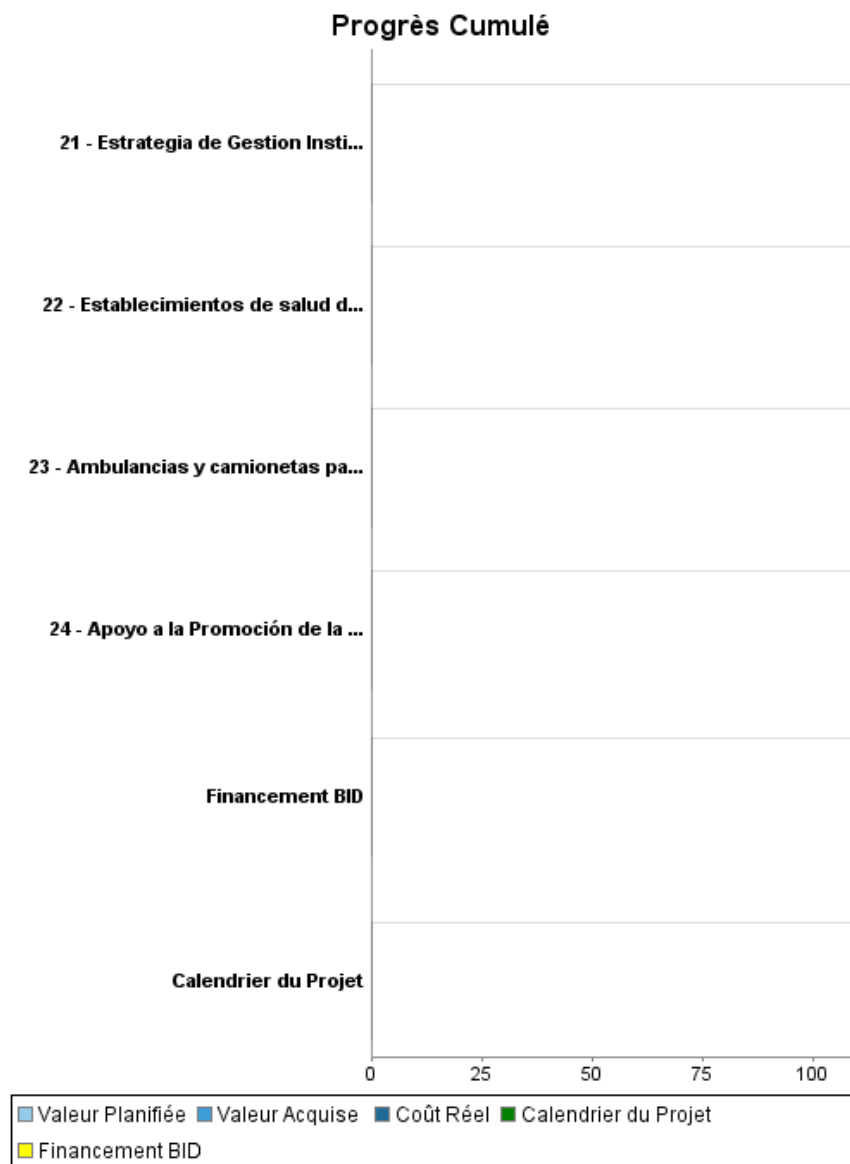 Progrès Cumulé
21 - Estrategia de Gestion Insti...
22 - Establecimientos de salud d...
23 - Ambulancias y camionetas pa...
24 - Apoyo a la Promoción de la ...
Financement BID
Calendrier du Projet
0 25 50 75 100
Valeur Planifiée Valeur Acquise Coût Réel Calendrier du Projet
Financement BID